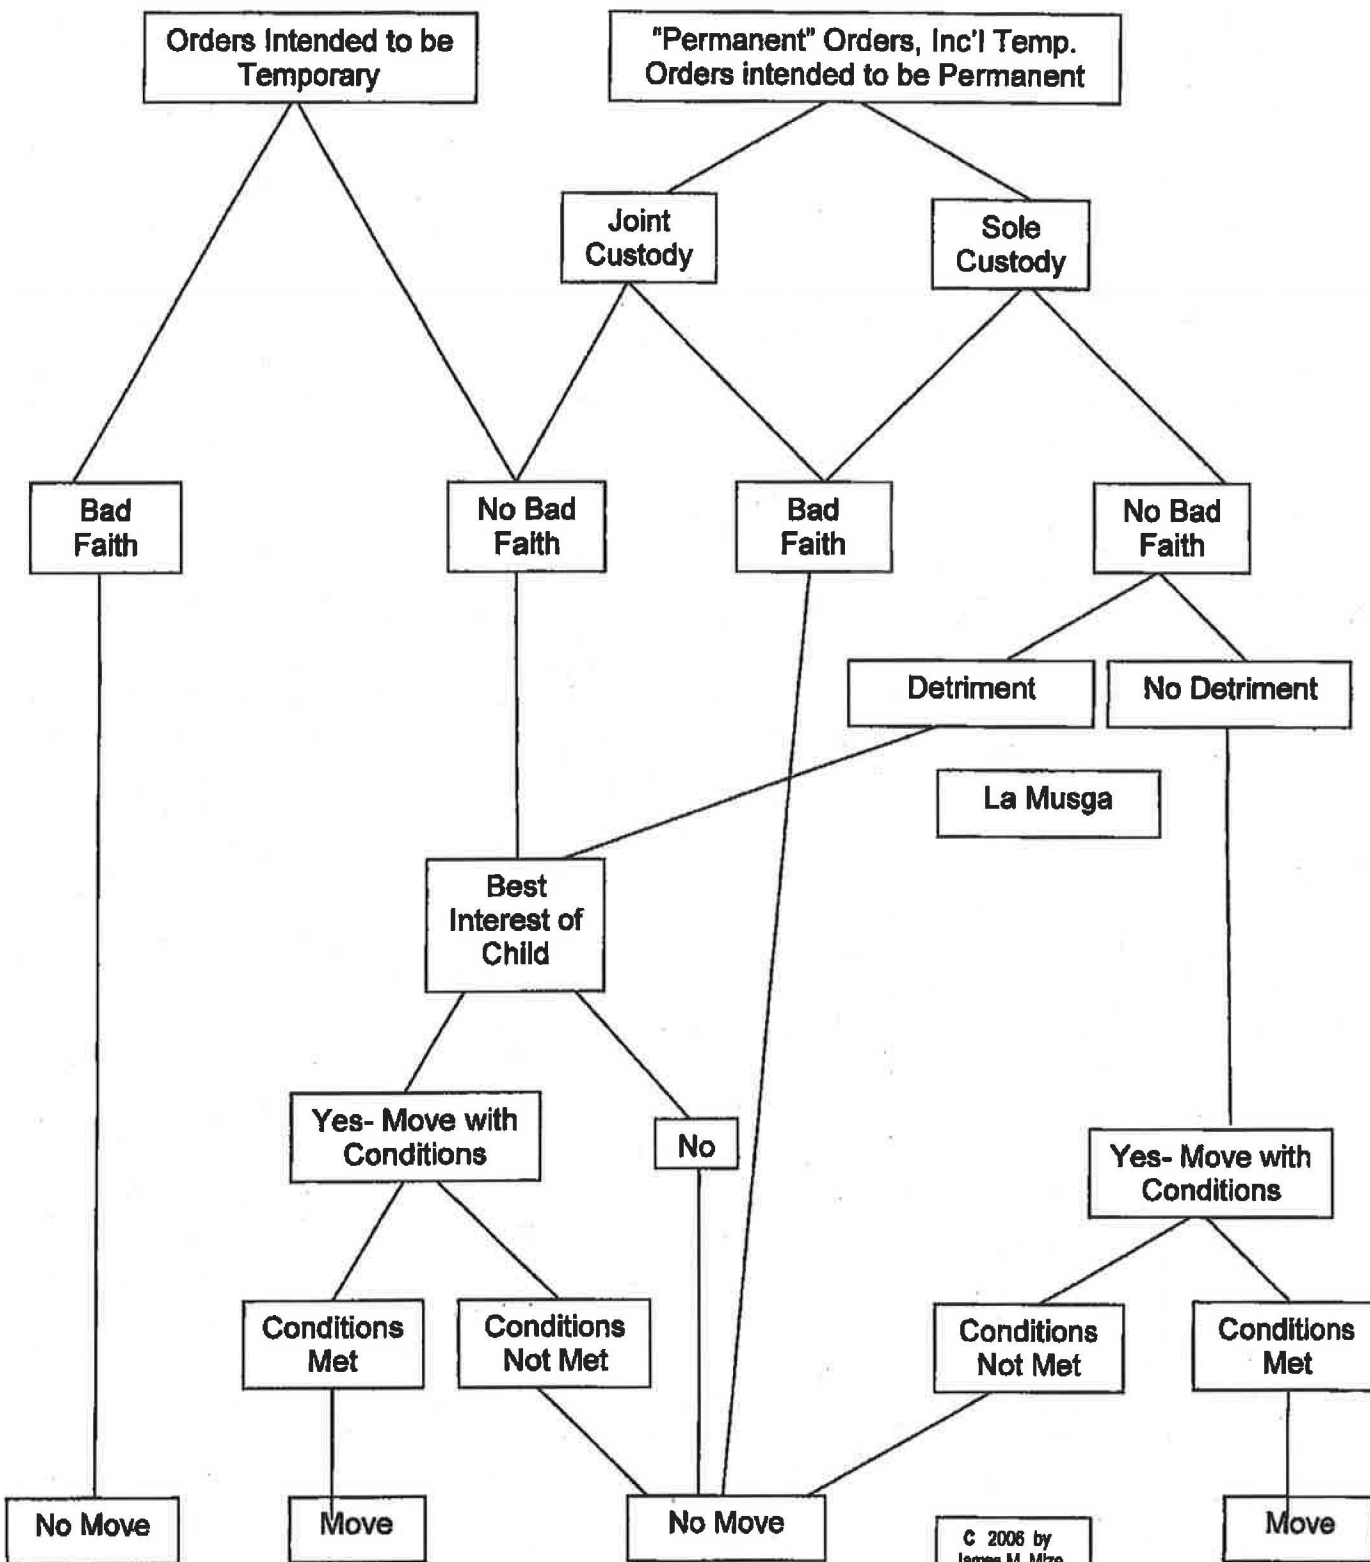 Orders Intended to be
Temporary
"Permanent" Orders, Inc'l Temp.
Orders intended to be Permanent
Joint
Custody
Sole
Custody
Bad
Faith
No Bad
Faith
Bad
Faith
No Bad
Faith
Detriment
No Detriment
La Musga
Best
Interest of
Child
Yes- Move with
Conditions
No
Yes- Move with
Conditions
Conditions
Met
Conditions
Not Met
Conditions
Not Met
Conditions
Met
No Move
Move
No Move
C 2006 by
James M. Mize
Move